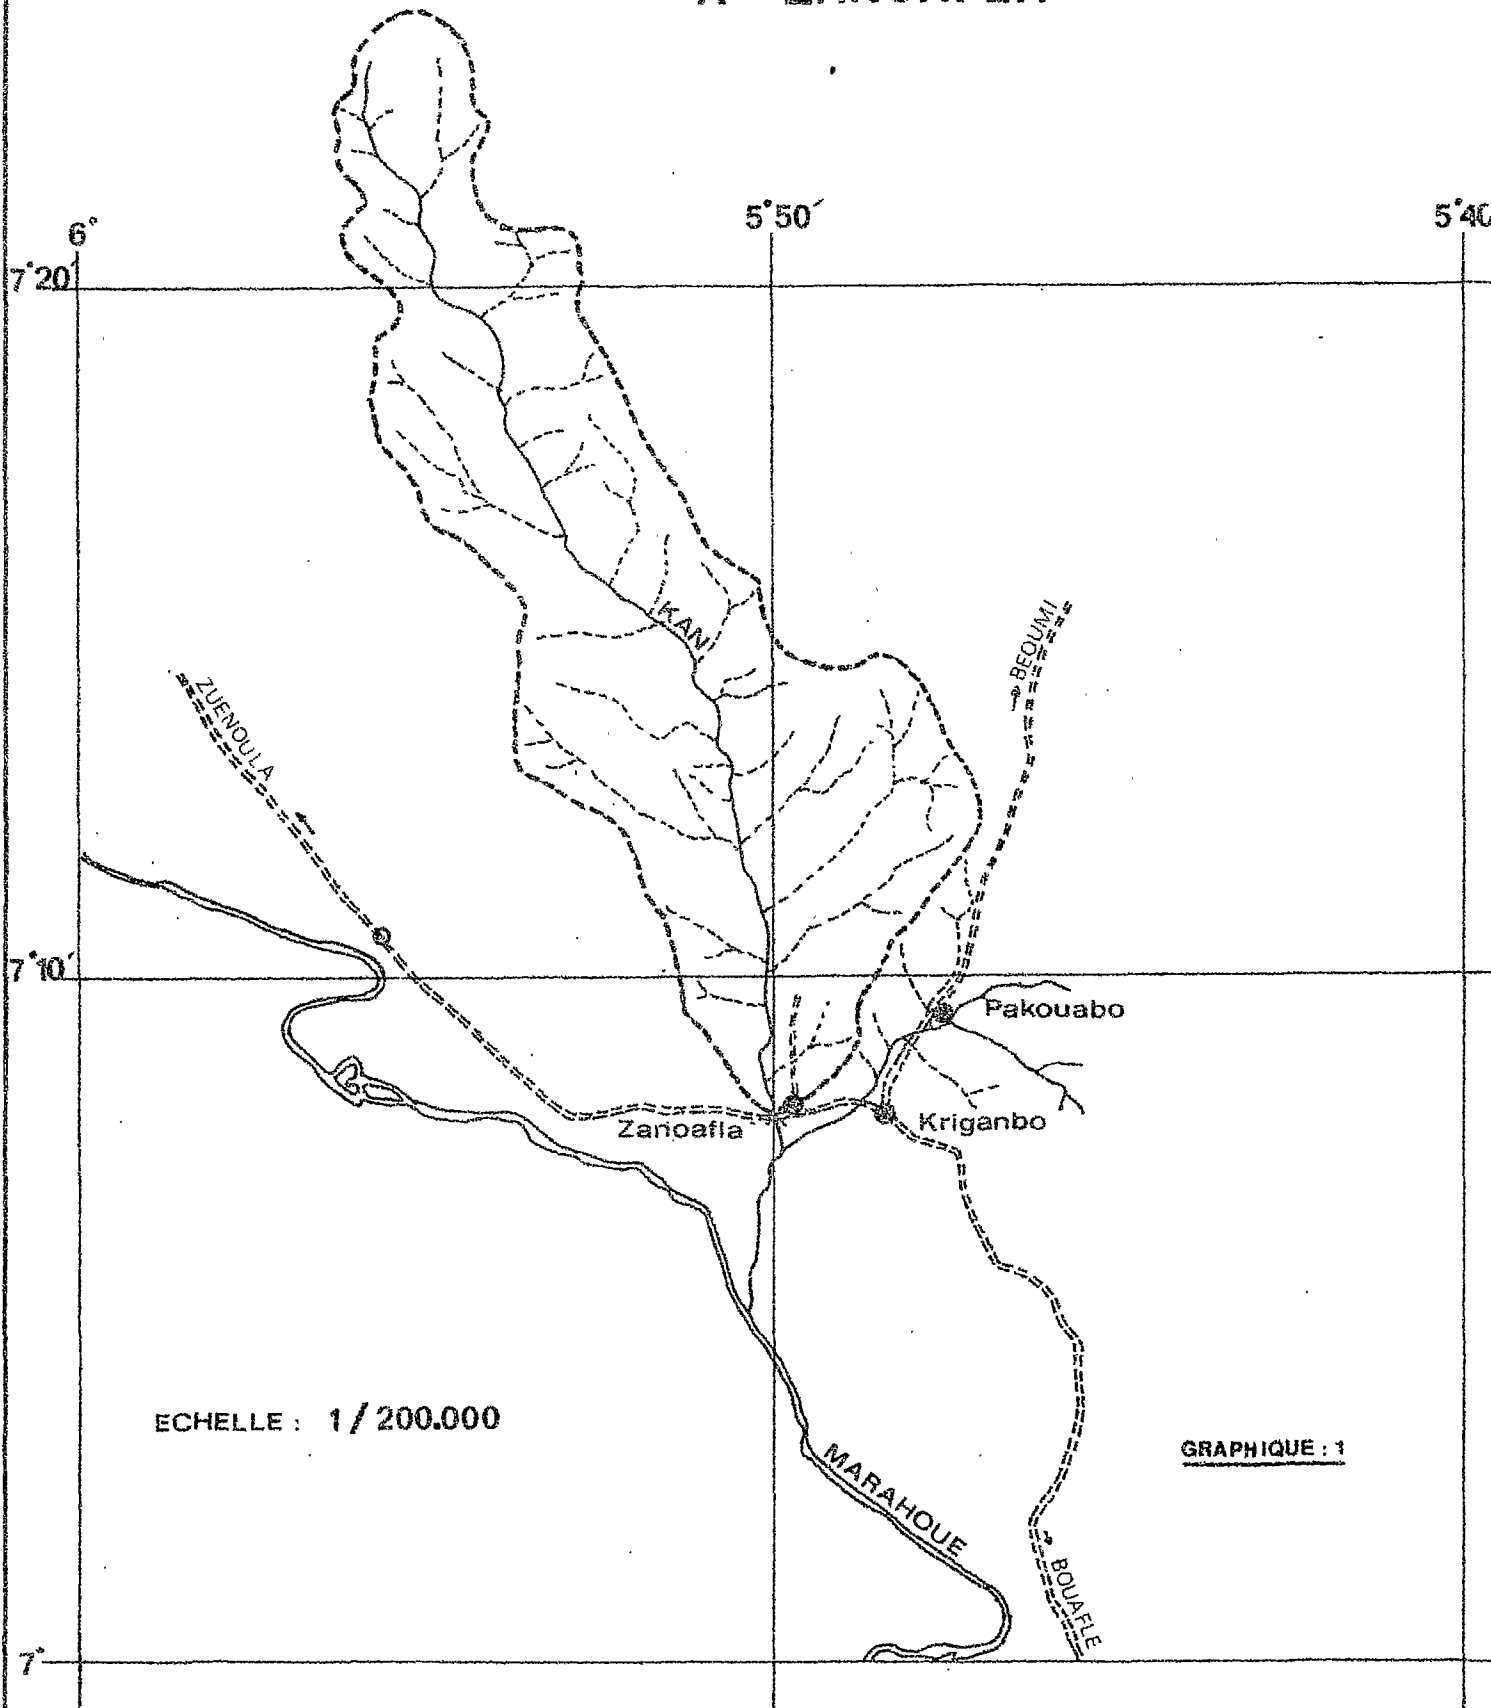 5°50′
5°40
6°
7°20′
KAN
→ BEOUMI
ZUENOULA
7°10′
Pakouabo
Zanoafla
Kriganbo
ECHELLE : 1/200.000
GRAPHIQUE : 1
MARAHOUE
BOUAFLE
7°